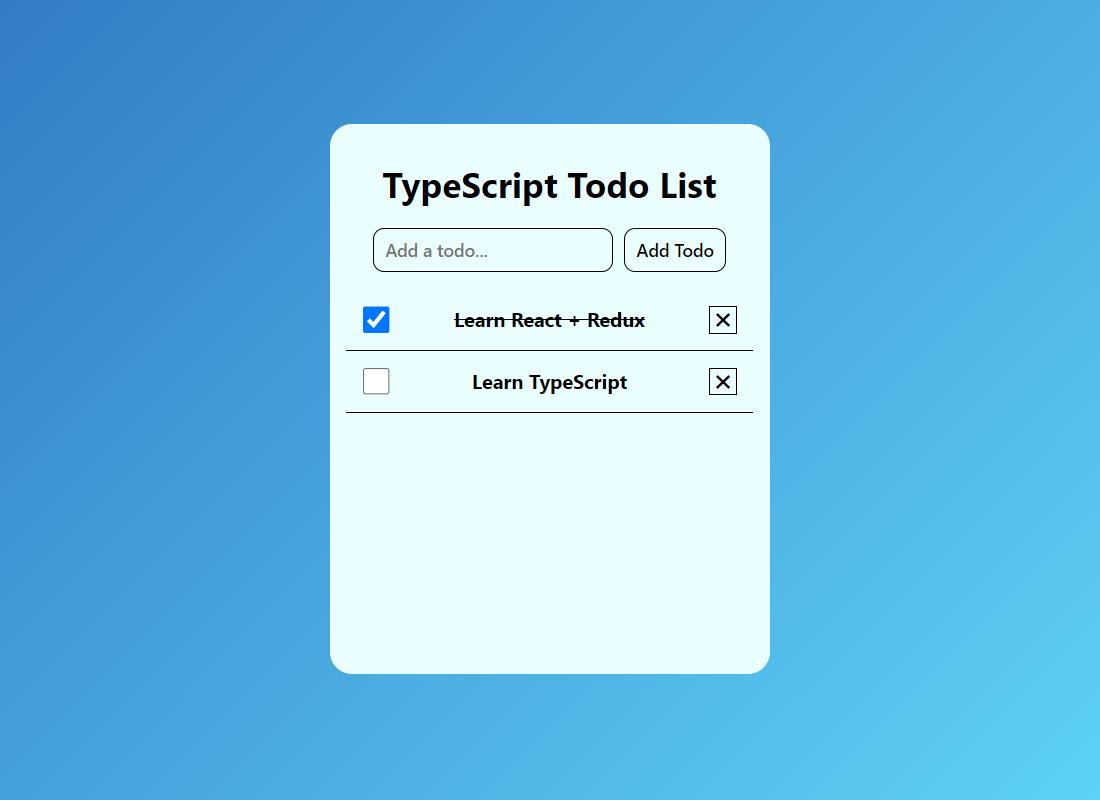 TypeScript Todo List
Add a todo...
Add Todo
Learn React + Redux
Learn TypeScript